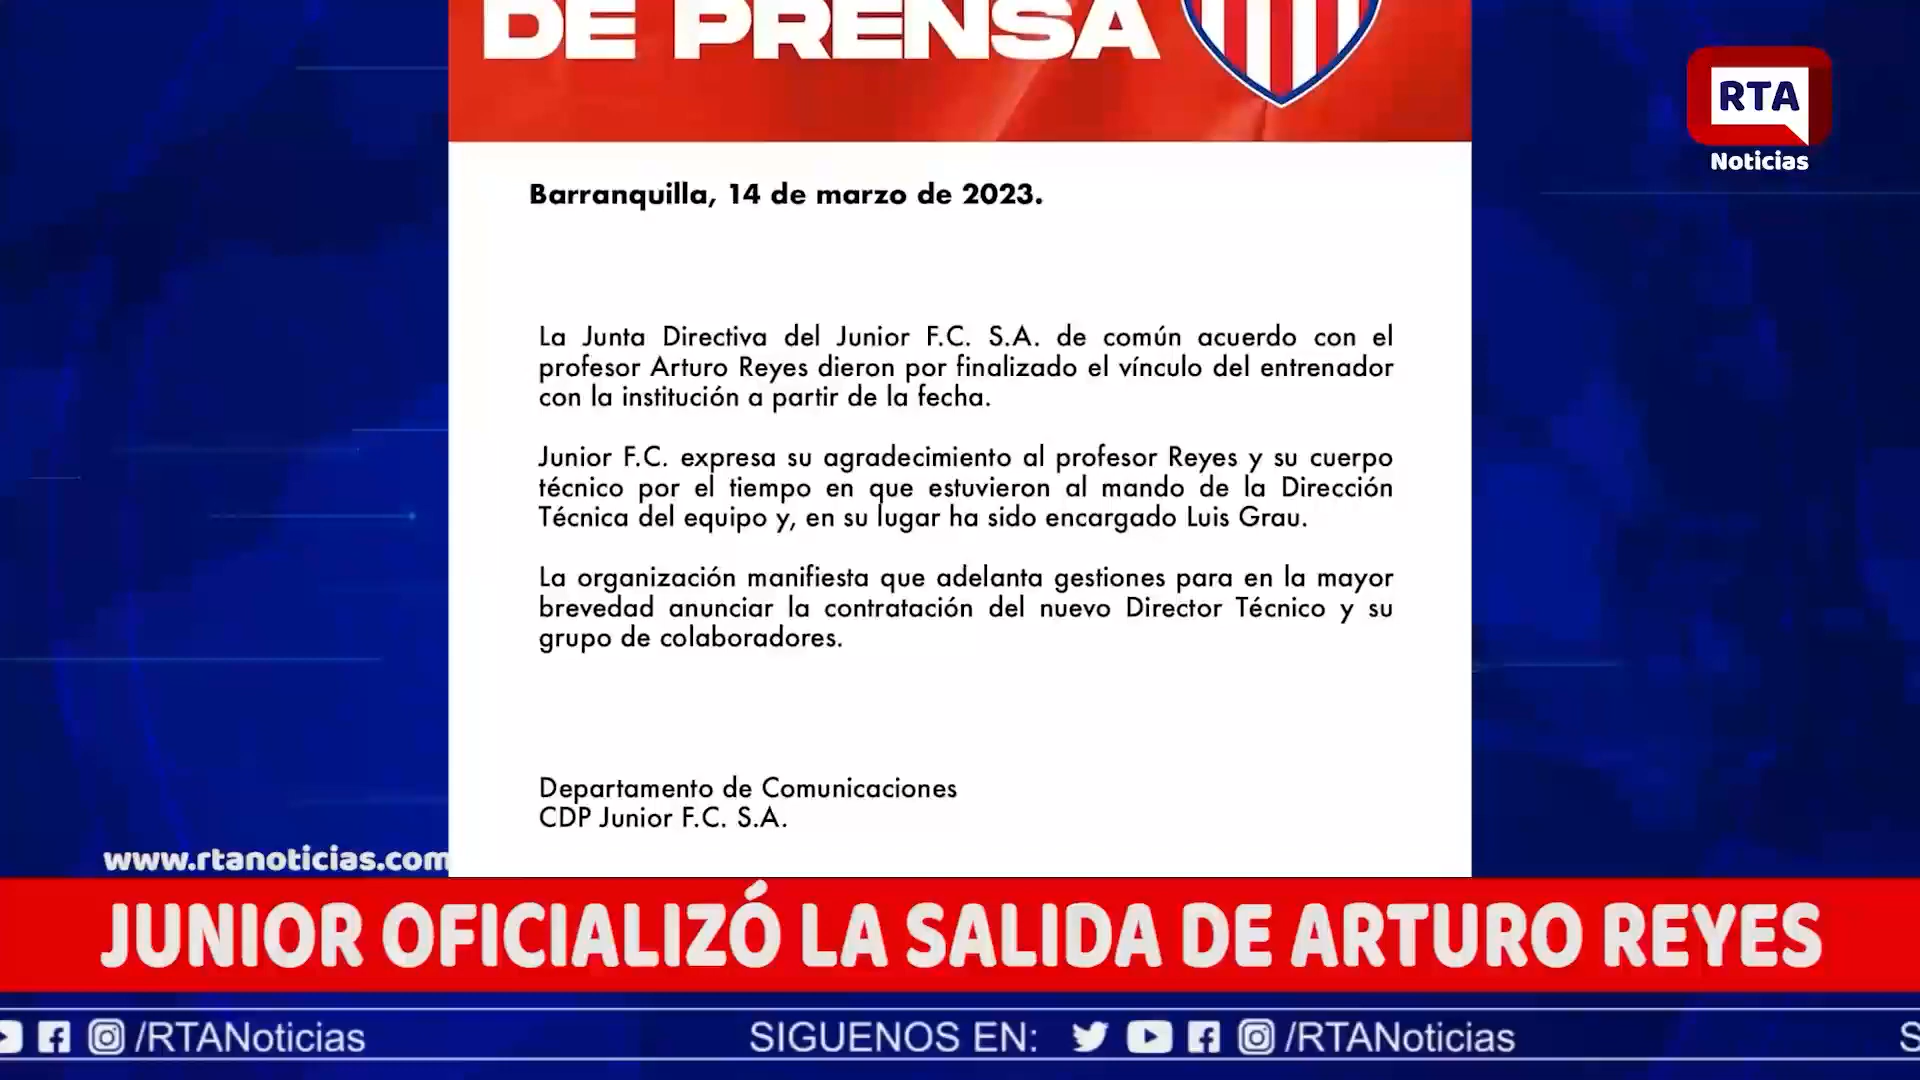 DE PRENSA
RTA
Noticias
Barranquilla, 14 de marzo de 2023.
La Junta Directiva del Junior F.C. S.A. de común acuerdo con el
profesor Arturo Reyes dieron por finalizado el vínculo del entrenador
con la institución a partir de la fecha.
Junior F.C. expresa su agradecimiento al profesor Reyes y su cuerpo
técnico por el tiempo en que estuvieron al mando de la Dirección
Técnica del equipo y, en su lugar ha sido encargado Luis Grau.
La organización manifiesta que adelanta gestiones para en la mayor
brevedad anunciar la contratación del nuevo Director Técnico y su
grupo de colaboradores.
Departamento de Comunicaciones
CDP Junior F.C. S.A.
www.rtanoticias.com
JUNIOR OFICIALIZÓ LA SALIDA DE ARTURO REYES
/RTANoticias SIGUENOS EN: /RTANoticias S